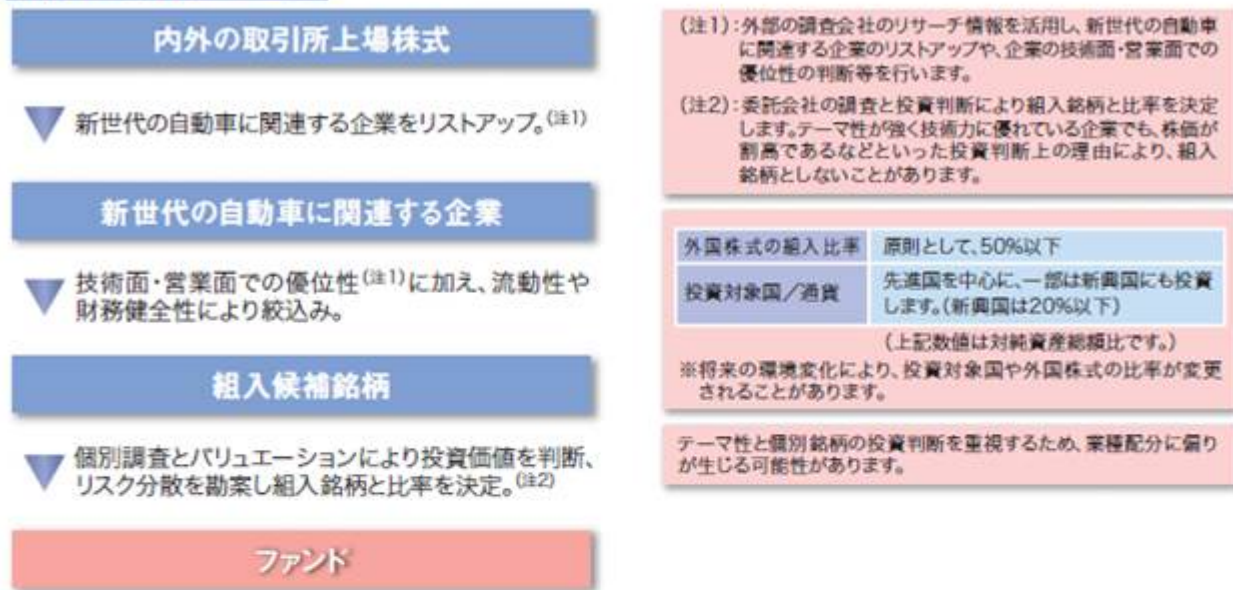 内外の取引所上場株式
新世代の自動車に関連する企業をリストアップ。(注1)
新世代の自動車に関連する企業
技術面・営業面での優位性(注1)に加え、流動性や
財務健全性により絞込み。
組入候補銘柄
個別調査とバリュエーションにより投資価値を判断、
リスク分散を勘案し組入銘柄と比率を決定。(注2)
ファンド
(注1):外部の調査会社のリサーチ情報を活用し、新世代の自動車
に関連する企業のリストアップや、企業の技術面・営業面での
優位性の判断等を行います。
(注2):委託会社の調査と投資判断により組入銘柄と比率を決定
します。テーマ性が強く技術力に優れている企業でも、株価が
割高であるなどといった投資判断上の理由により、組入
銘柄としないことがあります。
外国株式の組入比率 原則として、50%以下
投資対象国/通貨 先進国を中心に、一部は新興国にも投資
します。(新興国は20%以下)
(上記数値は対純資産総額比です。)
※将来の環境変化により、投資対象国や外国株式の比率が変更
されることがあります。
テーマ性と個別銘柄の投資判断を重視するため、業種配分に偏り
が生じる可能性があります。